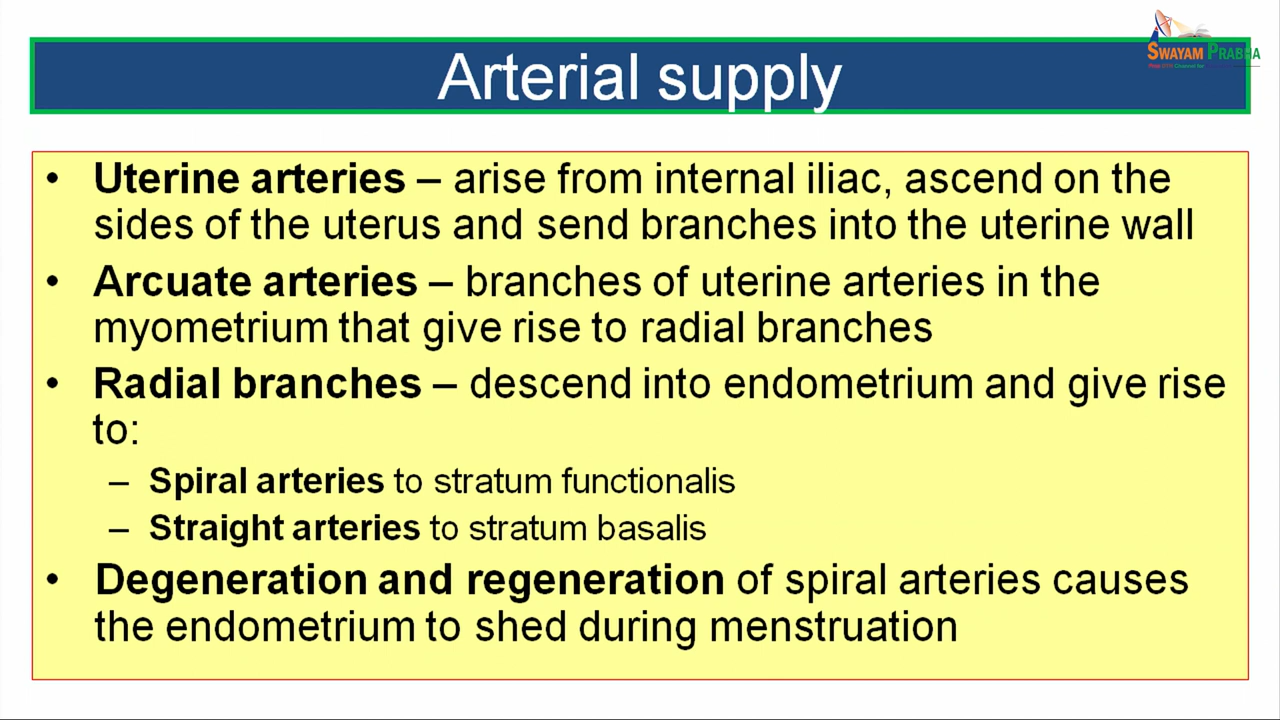 SWAYAM PRABHA
Arterial supply
• Uterine arteries – arise from internal iliac, ascend on the
sides of the uterus and send branches into the uterine wall
• Arcuate arteries – branches of uterine arteries in the
myometrium that give rise to radial branches
• Radial branches – descend into endometrium and give rise
to:
– Spiral arteries to stratum functionalis
– Straight arteries to stratum basalis
• Degeneration and regeneration of spiral arteries causes
the endometrium to shed during menstruation